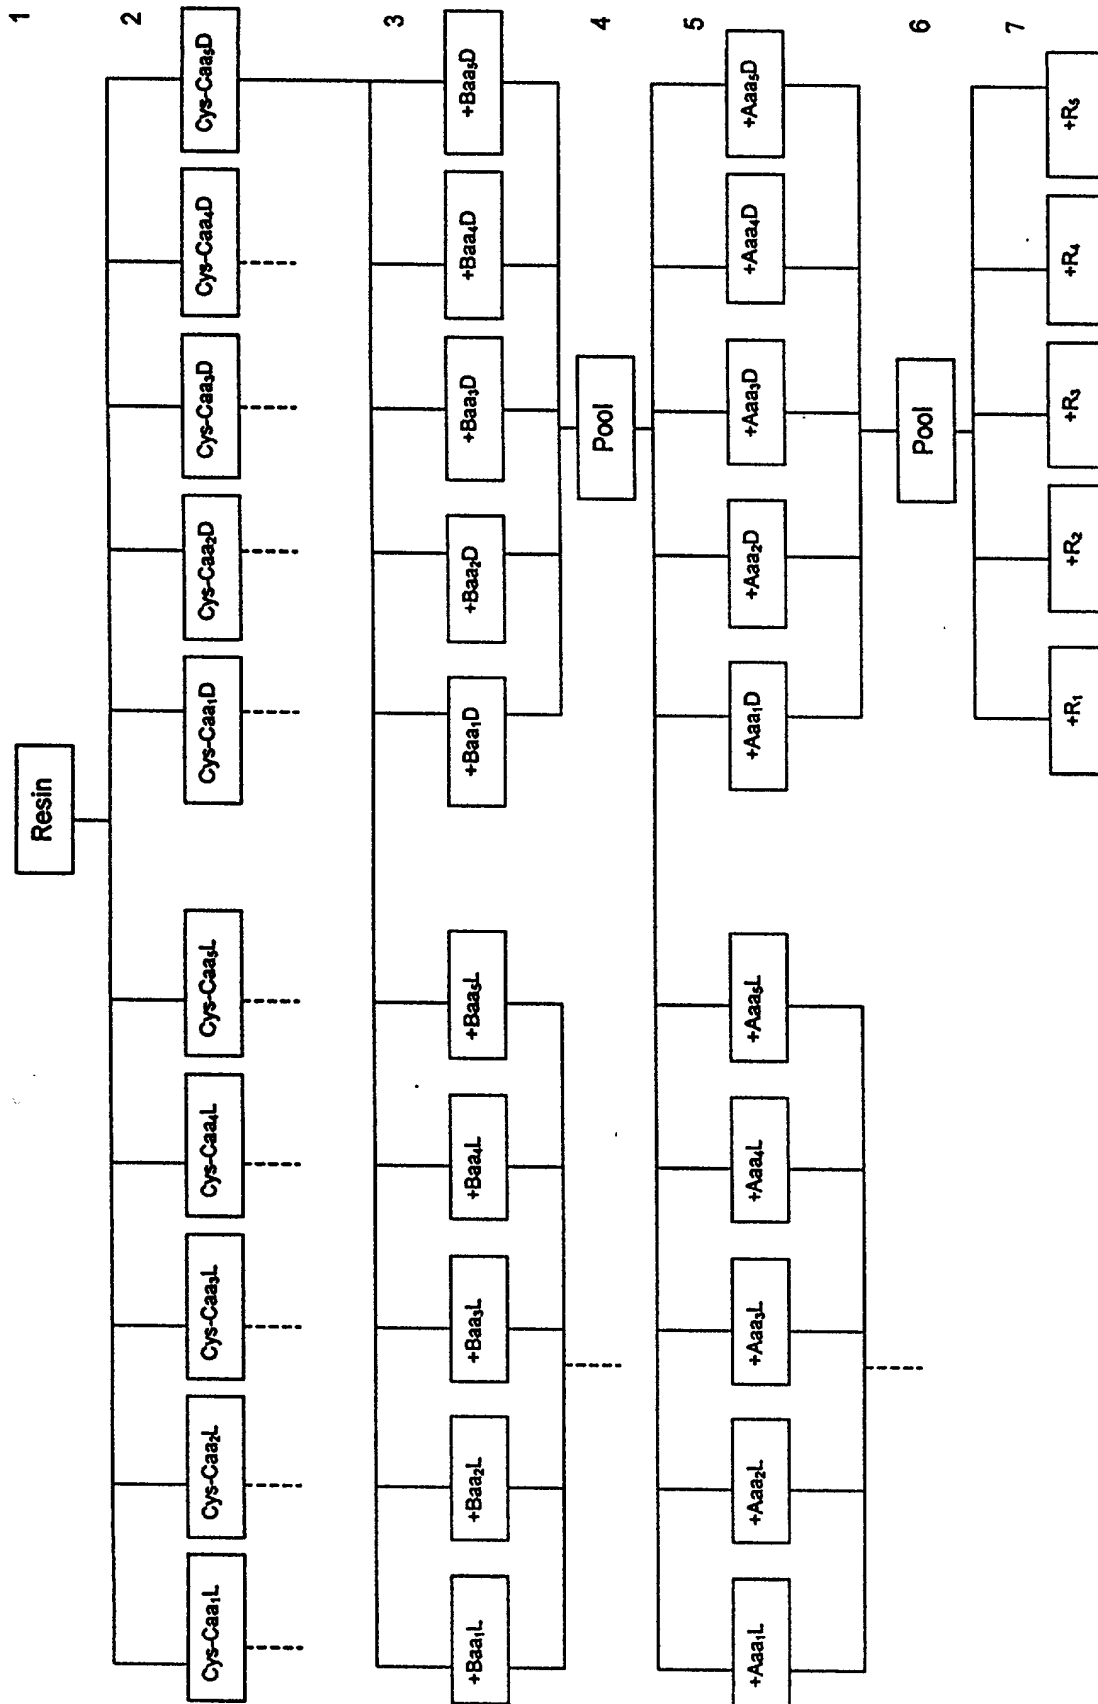 1
Resin
2
Cys-Caa₁L
Cys-Caa₂L
Cys-Caa₃L
Cys-Caa₄L
Cys-Caa₅L
Cys-Caa₁D
Cys-Caa₂D
Cys-Caa₃D
Cys-Caa₄D
Cys-Caa₅D
3
+Baa₁L
+Baa₂L
+Baa₃L
+Baa₄L
+Baa₅L
+Baa₁D
+Baa₂D
+Baa₃D
+Baa₄D
+Baa₅D
4
Pool
5
+Aaa₁L
+Aaa₂L
+Aaa₃L
+Aaa₄L
+Aaa₅L
+Aaa₁D
+Aaa₂D
+Aaa₃D
+Aaa₄D
+Aaa₅D
6
Pool
7
+R₁
+R₂
+R₃
+R₄
+R₅